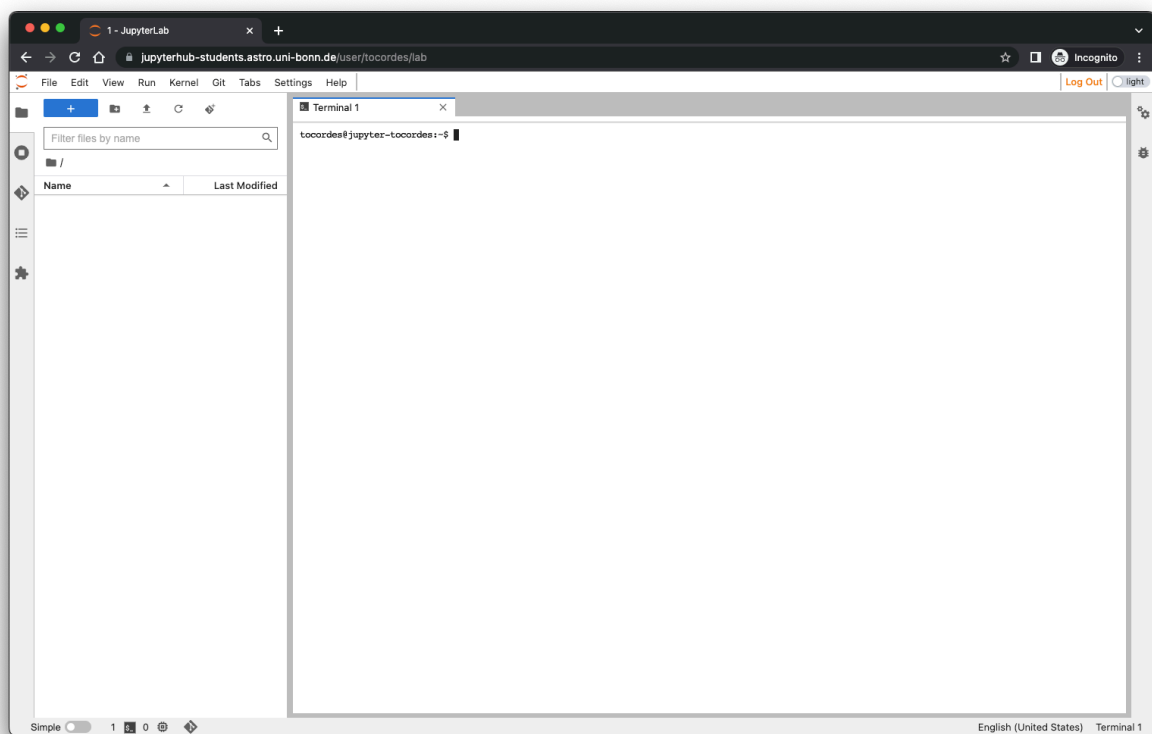 1 - JupyterLab
jupyterhub-students.astro.uni-bonn.de/user/tocordes/lab
Incognito
File Edit View Run Kernel Git Tabs Settings Help
Log Out light
Terminal 1
Filter files by name
/
Name Last Modified
tocordes@jupyter-tocordes:~$
Simple 1 $_ 0
English (United States) Terminal 1